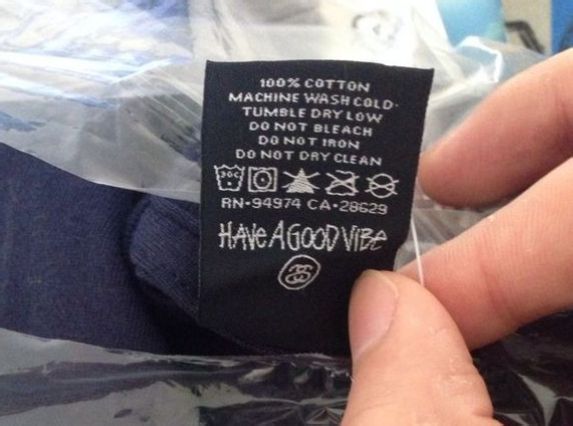 100% COTTON
MACHINE WASH COLD·
TUMBLE DRY LOW
DO NOT BLEACH
DO NOT IRON
DO NOT DRY CLEAN
30C
RN·94974 CA·28629
HAVE A GOOD VIBE